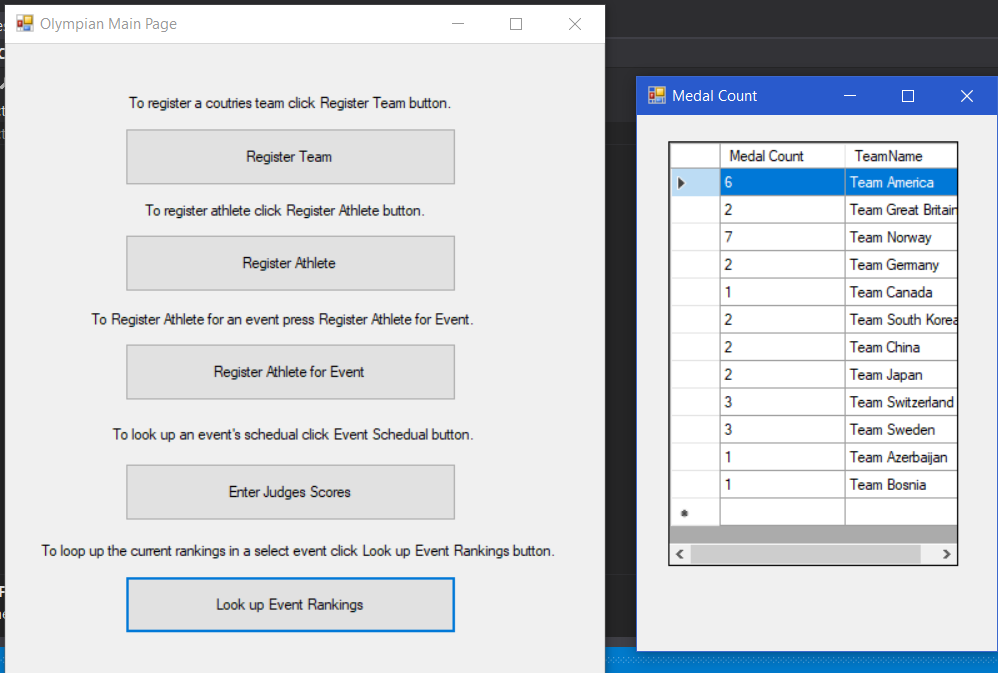 Olympian Main Page
To register a coutries team click Register Team button.
Register Team
To register athlete click Register Athlete button.
Register Athlete
To Register Athlete for an event press Register Athlete for Event.
Register Athlete for Event
To look up an event's schedual click Event Schedual button.
Enter Judges Scores
To loop up the current rankings in a select event click Look up Event Rankings button.
Look up Event Rankings
Medal Count
Medal Count TeamName
6 Team America
2 Team Great Britain
7 Team Norway
2 Team Germany
1 Team Canada
2 Team South Korea
2 Team China
2 Team Japan
3 Team Switzerland
3 Team Sweden
1 Team Azerbaijan
1 Team Bosnia